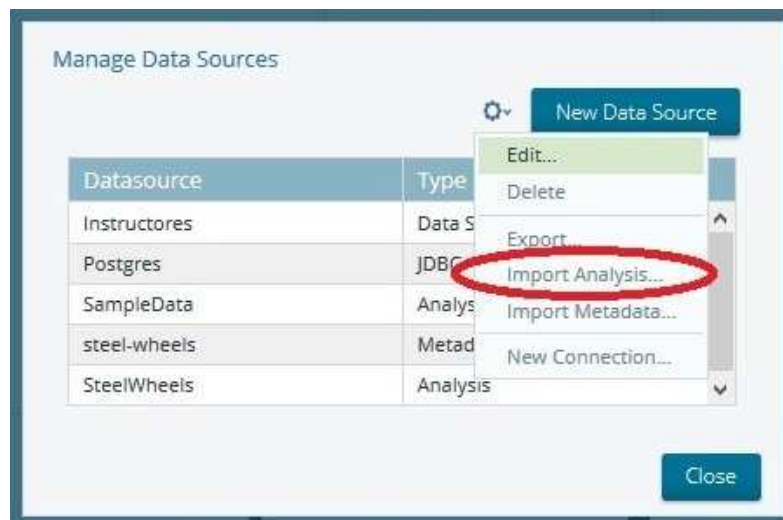 Manage Data Sources
New Data Source
Edit...
Delete
Export...
Import Analysis...
Import Metadata...
New Connection...
Datasource Type
Instructores Data S
Postgres JDBC
SampleData Analys
steel-wheels Metad
SteelWheels Analysis
Close